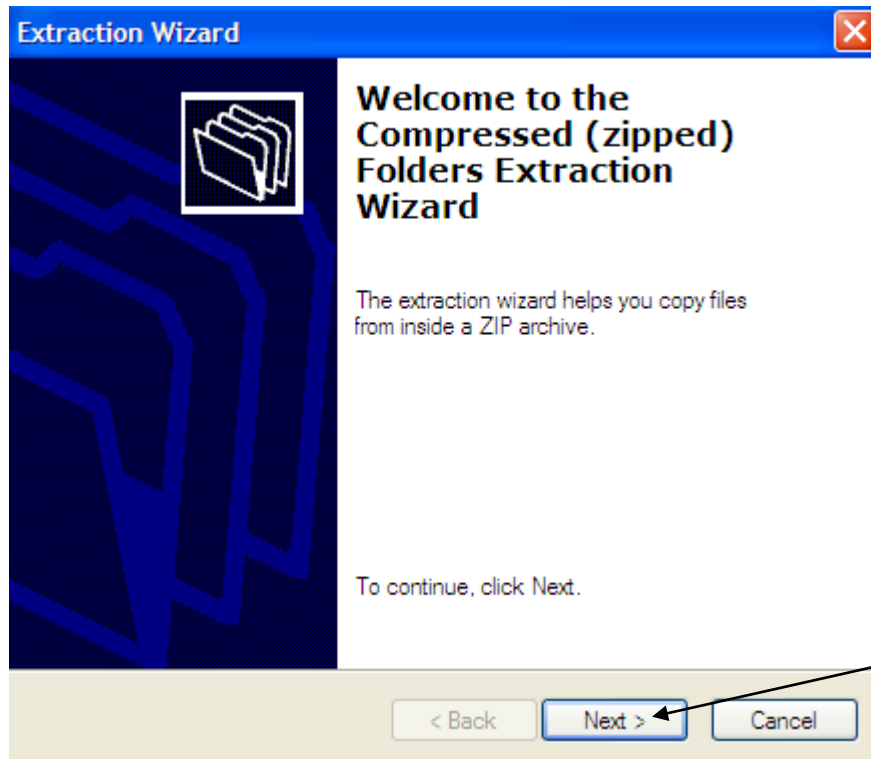 Extraction Wizard
Welcome to the
Compressed (zipped)
Folders Extraction
Wizard
The extraction wizard helps you copy files
from inside a ZIP archive.
To continue, click Next.
< Back Next > Cancel